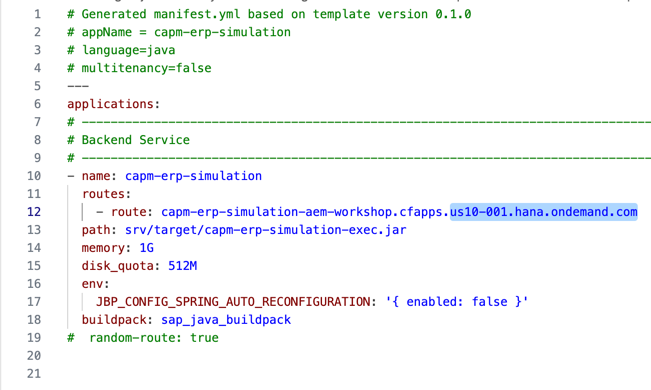 1 # Generated manifest.yml based on template version 0.1.0
2 # appName = capm-erp-simulation
3 # language=java
4 # multitenancy=false
5 ---
6 applications:
7 # --------------------------------------------------------------------------------
8 # Backend Service
9 # --------------------------------------------------------------------------------
10 - name: capm-erp-simulation
11 routes:
12 - route: capm-erp-simulation-aem-workshop.cfapps.us10-001.hana.ondemand.com
13 path: srv/target/capm-erp-simulation-exec.jar
14 memory: 1G
15 disk_quota: 512M
16 env:
17 JBP_CONFIG_SPRING_AUTO_RECONFIGURATION: '{ enabled: false }'
18 buildpack: sap_java_buildpack
19 #  random-route: true
20
21